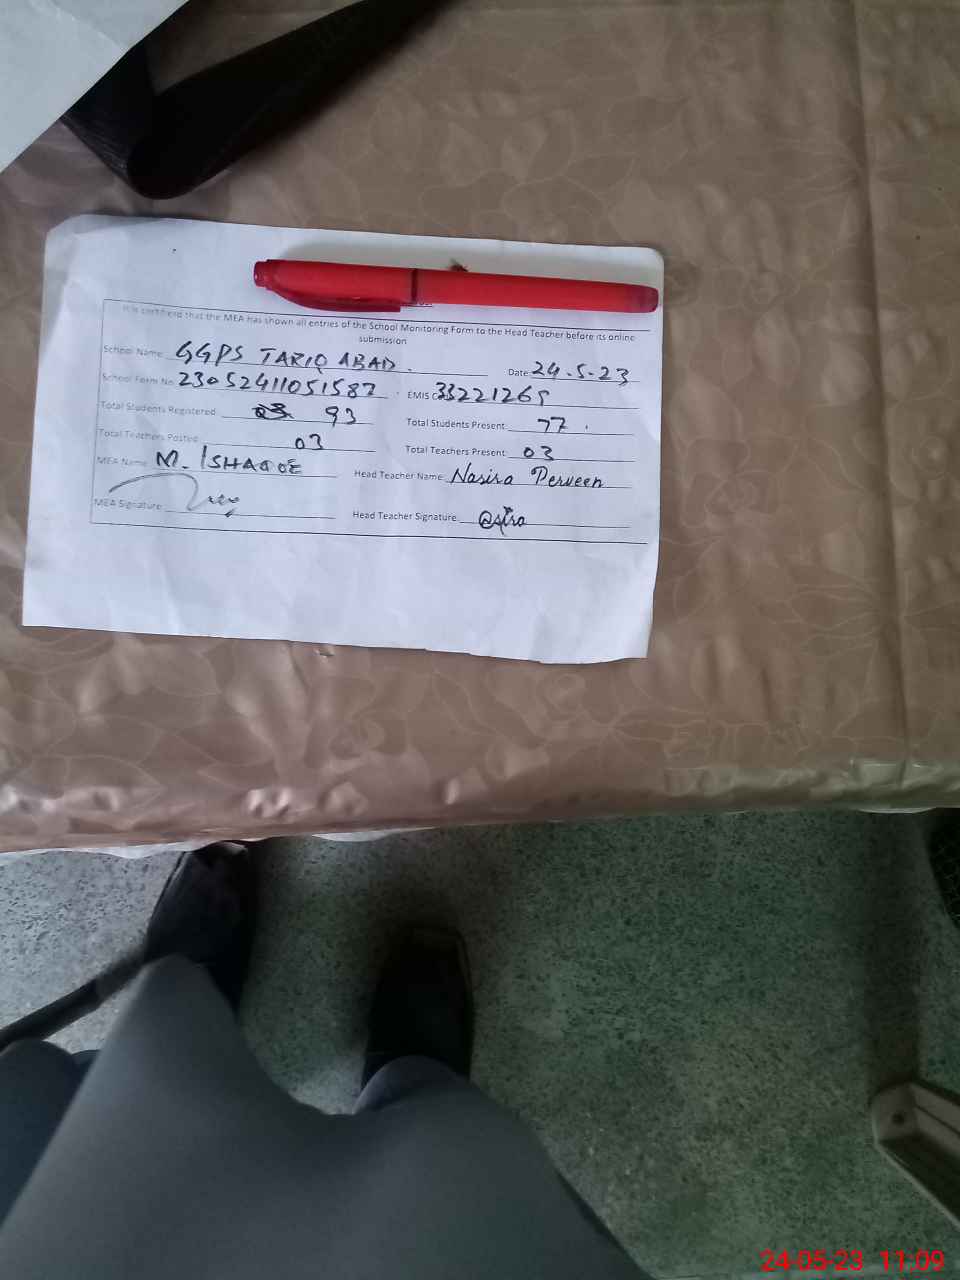 It is certified that the MEA has shown all entries of the School Monitoring Form to the Head Teacher before its online
submission
School Name: GGPS TARIQ ABAD. Date: 24.5.23
School Form No. 23052411051587 EMIS C 33221265
Total Students Registered: 93 Total Students Present: 77.
Total Teachers Posted: 03 Total Teachers Present: 03
MEA Name: M. ISHAQUE Head Teacher Name: Nasira Perveen
MEA Signature: Head Teacher Signature:
24-05-23 11:09